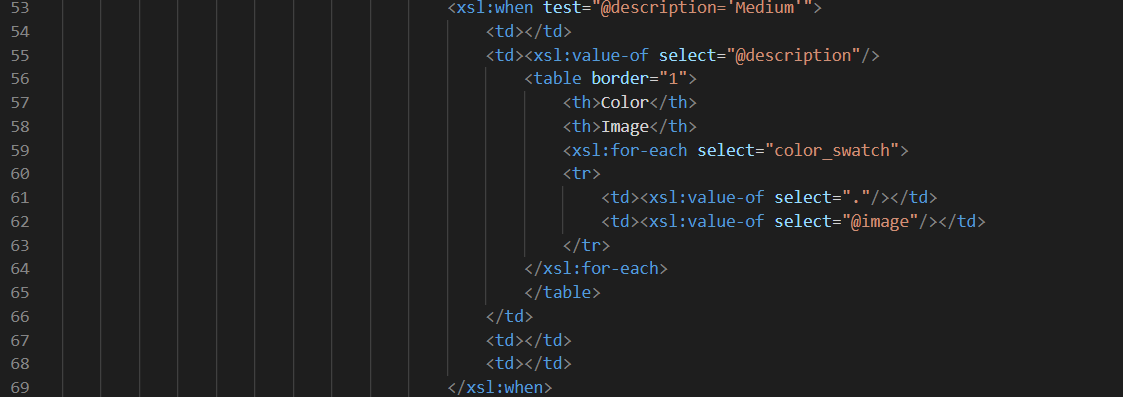 53 <xsl:when test="@description='Medium'">
54 <td></td>
55 <td><xsl:value-of select="@description"/>
56 <table border="1">
57 <th>Color</th>
58 <th>Image</th>
59 <xsl:for-each select="color_swatch">
60 <tr>
61 <td><xsl:value-of select="."/></td>
62 <td><xsl:value-of select="@image"/></td>
63 </tr>
64 </xsl:for-each>
65 </table>
66 </td>
67 <td></td>
68 <td></td>
69 </xsl:when>